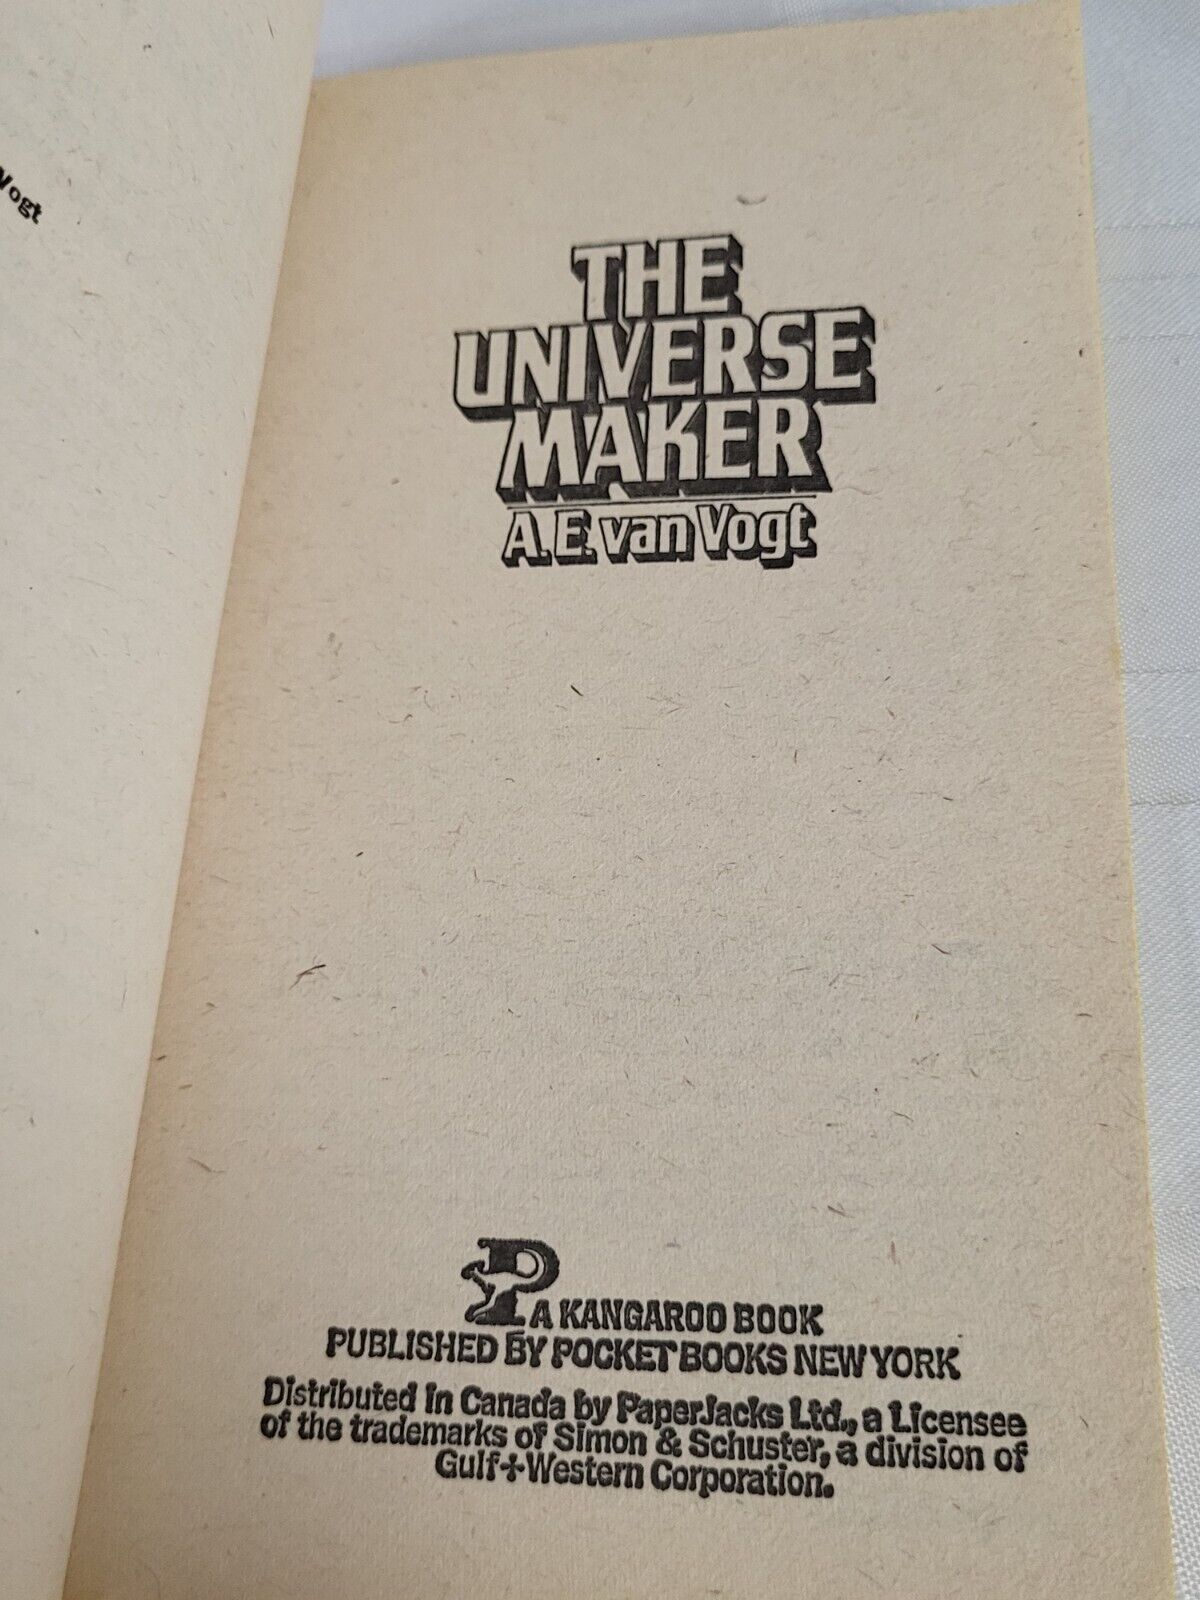 Vogt
THE
UNIVERSE
MAKER
A.E. van Vogt
A KANGAROO BOOK
PUBLISHED BY POCKET BOOKS NEW YORK
Distributed in Canada by PaperJacks Ltd., a Licensee
of the trademarks of Simon & Schuster, a division of
Gulf+Western Corporation.